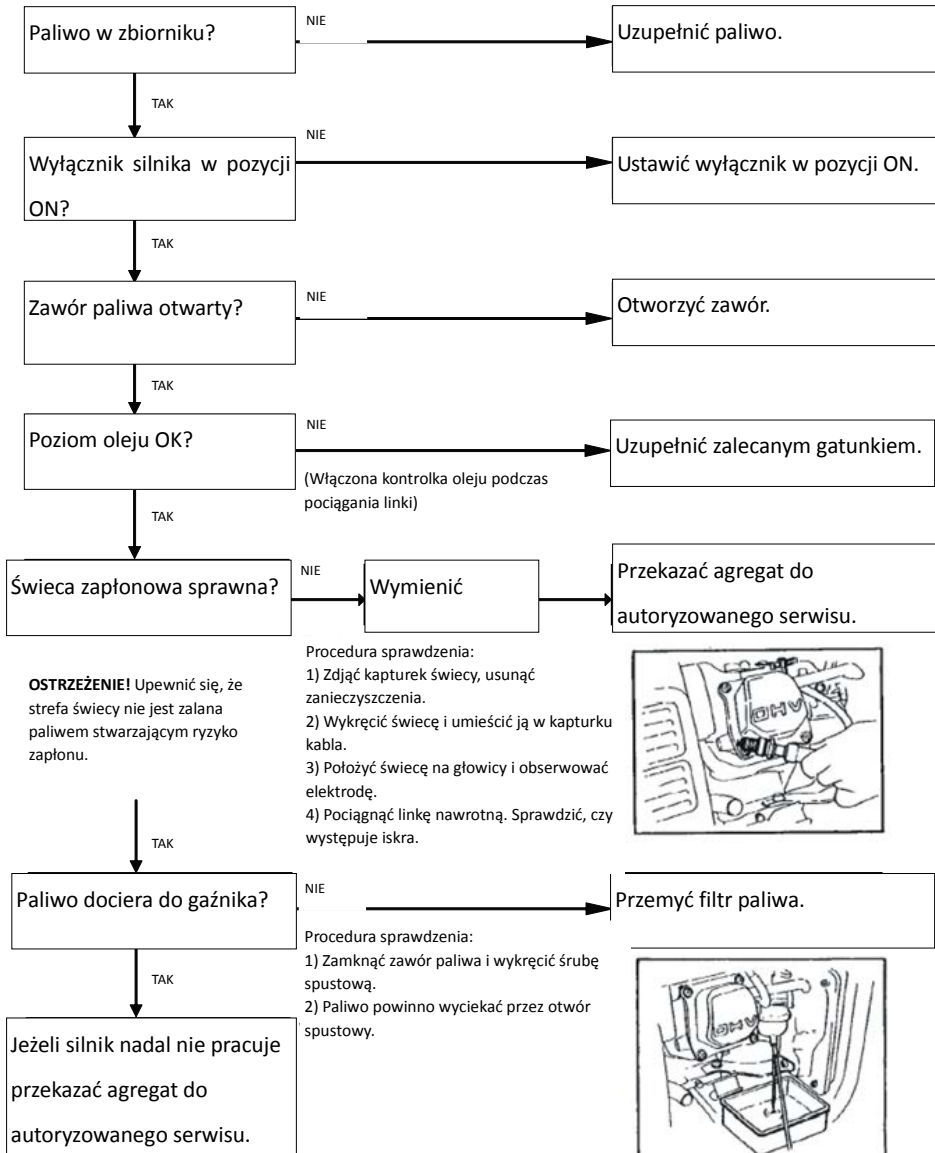 Paliwo w zbiorniku?
NIE
Uzupełnić paliwo.
TAK
Wyłącznik silnika w pozycji
ON?
NIE
Ustawić wyłącznik w pozycji ON.
TAK
Zawór paliwa otwarty?
NIE
Otworzyć zawór.
TAK
Poziom oleju OK?
NIE
(Włączona kontrolka oleju podczas
pociągania linki)
Uzupełnić zalecanym gatunkiem.
TAK
Świeca zapłonowa sprawna?
NIE
Wymienić
Przekazać agregat do
autoryzowanego serwisu.
OSTRZEŻENIE! Upewnić się, że
strefa świecy nie jest zalana
paliwem stwarzającym ryzyko
zapłonu.
Procedura sprawdzenia:
1) Zdjąć kapturek świecy, usunąć
zanieczyszczenia.
2) Wykręcić świecę i umieścić ją w kapturku
kabla.
3) Położyć świecę na głowicy i obserwować
elektrodę.
4) Pociągnąć linkę nawrotną. Sprawdzić, czy
występuje iskra.
OHV
TAK
Paliwo dociera do gaźnika?
NIE
Przemyć filtr paliwa.
Procedura sprawdzenia:
1) Zamknąć zawór paliwa i wykręcić śrubę
spustową.
2) Paliwo powinno wyciekać przez otwór
spustowy.
OHV
TAK
Jeżeli silnik nadal nie pracuje
przekazać agregat do
autoryzowanego serwisu.